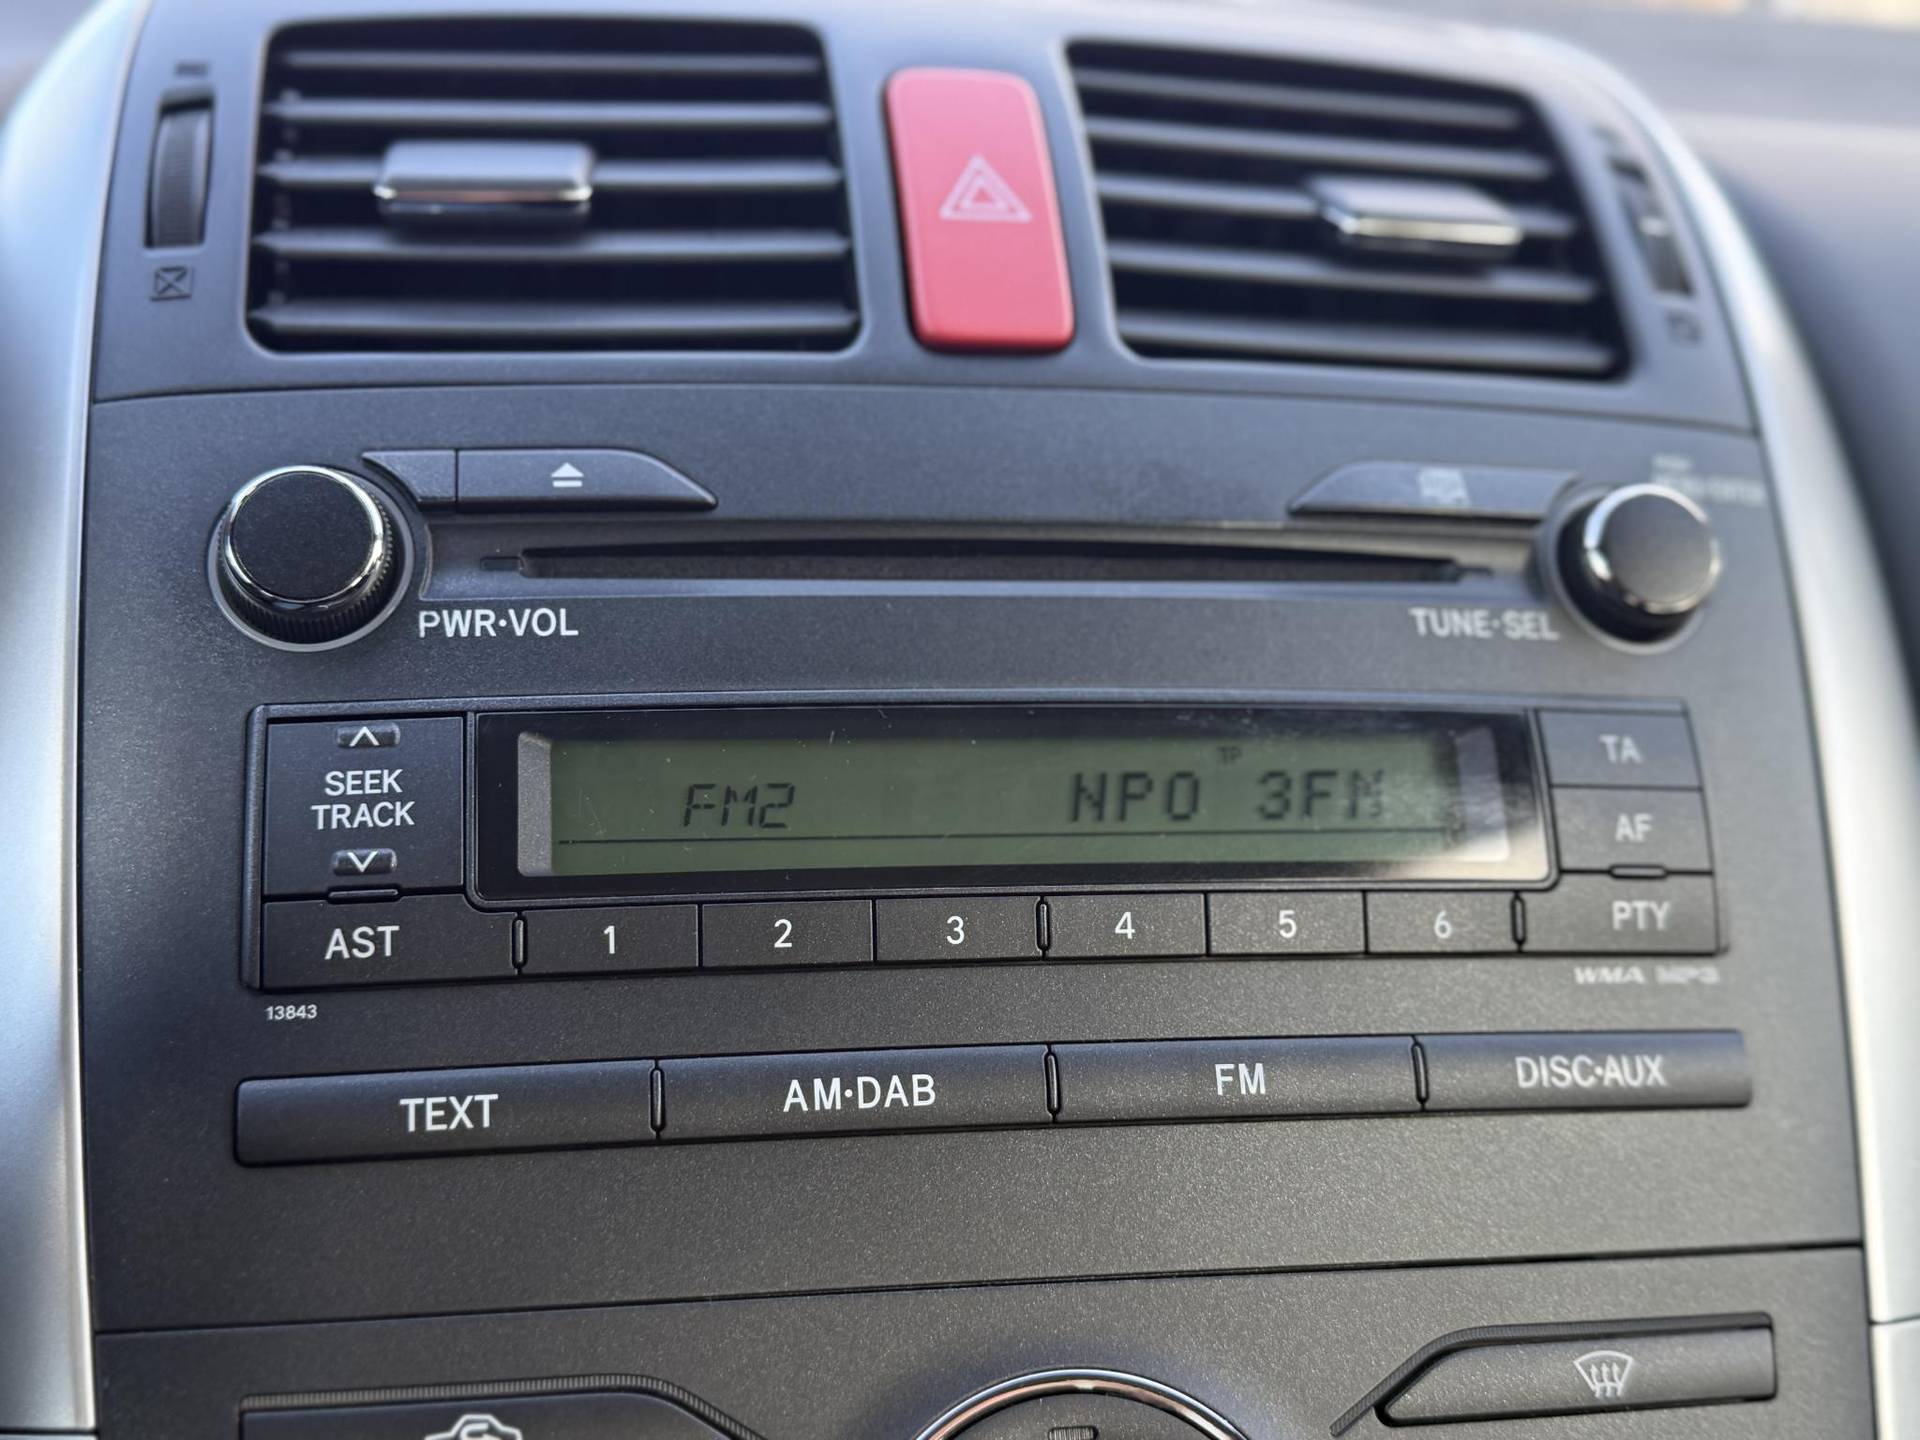 PWR·VOL
TUNE·SEL
SEEK
TRACK
TP
FM2 NPO 3FM
TA
AF
PTY
AST 1 2 3 4 5 6
WMA MP3
13843
TEXT AM·DAB FM DISC·AUX